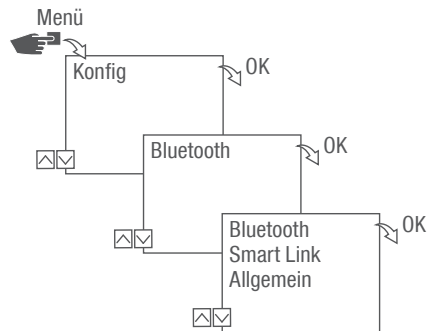 Menü
Konfig
OK
Bluetooth
OK
Bluetooth
Smart Link
Allgemein
OK